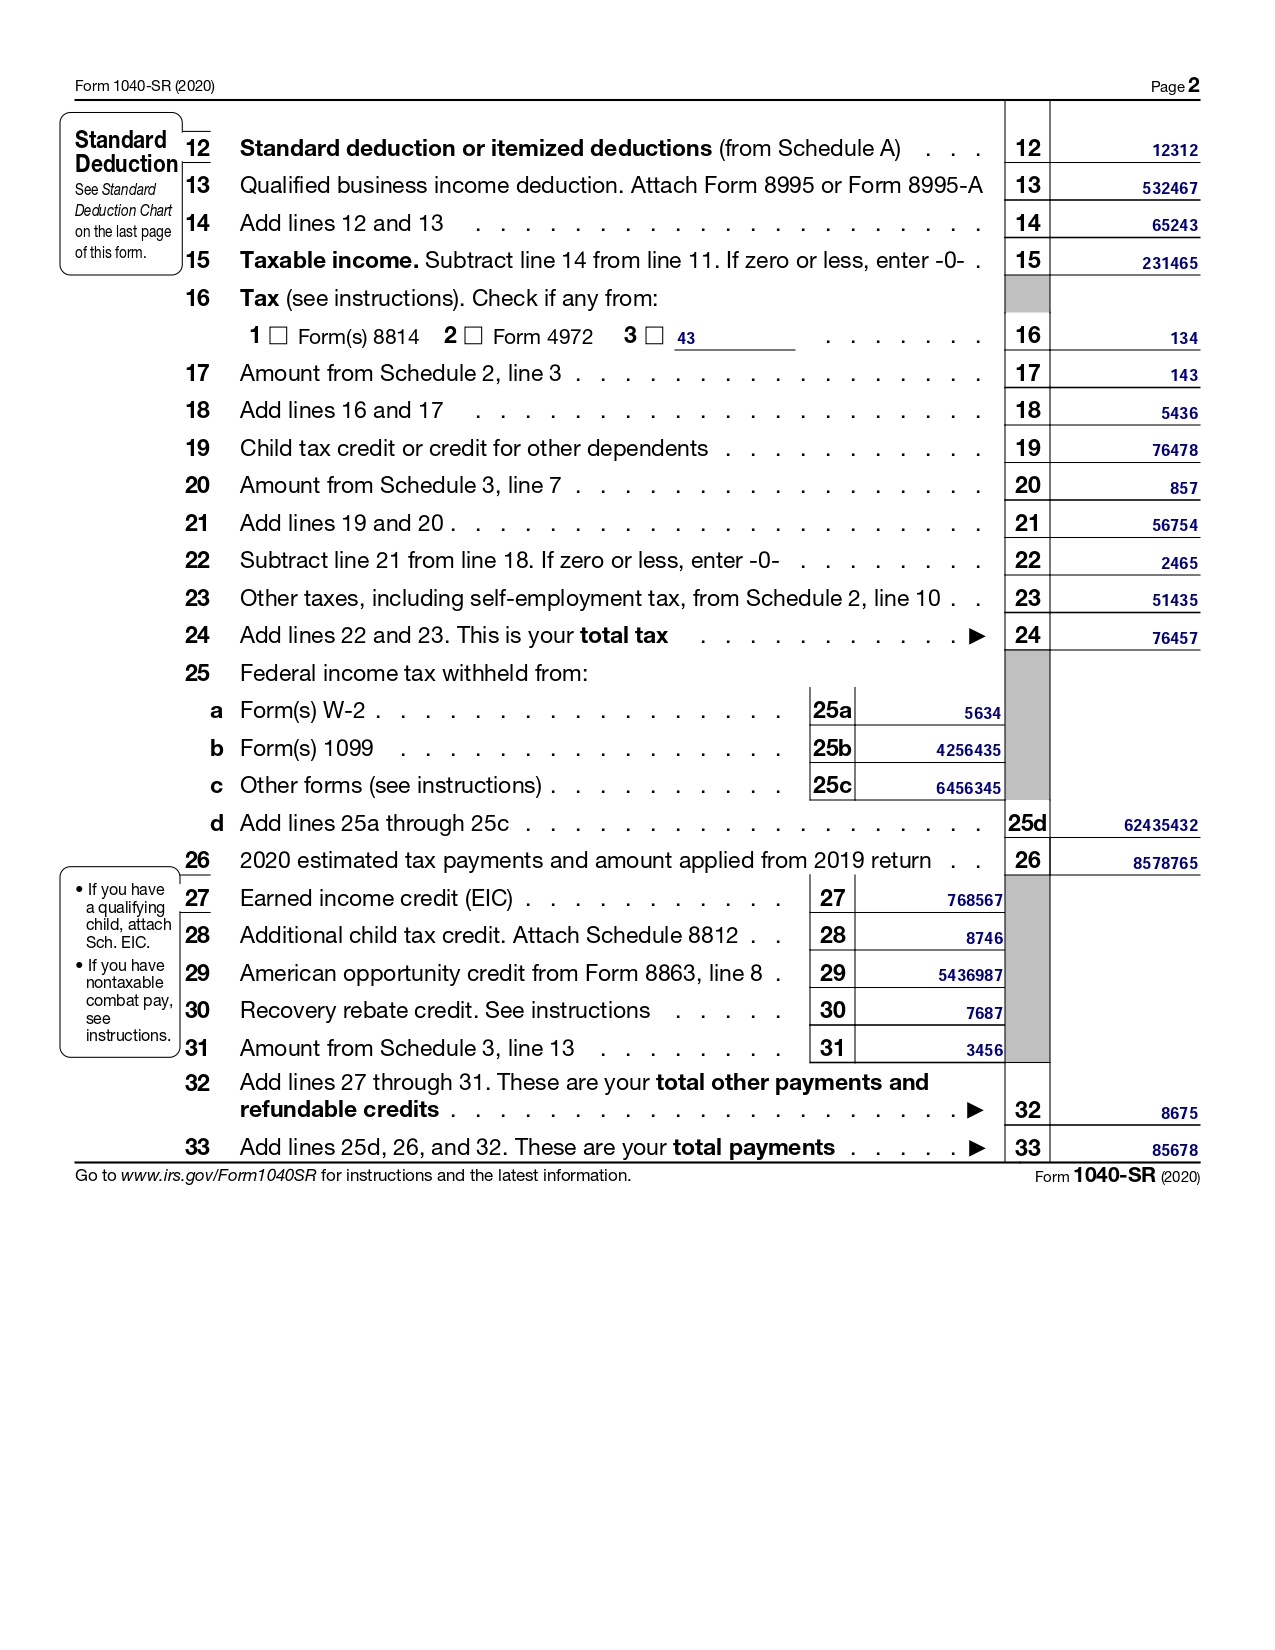 Form 1040-SR (2020) Page 2
Standard Deduction
See Standard
Deduction Chart
on the last page
of this form.
12 Standard deduction or itemized deductions (from Schedule A) . . . 12 12312
13 Qualified business income deduction. Attach Form 8995 or Form 8995-A 13 532467
14 Add lines 12 and 13 . . . . . . . . . . . . . . . . . . . . . 14 65243
15 Taxable income. Subtract line 14 from line 11. If zero or less, enter -0- . 15 231465
16 Tax (see instructions). Check if any from:
1 ☐ Form(s) 8814 2 ☐ Form 4972 3 ☐ 43 . . . . . . . 16 134
17 Amount from Schedule 2, line 3 . . . . . . . . . . . . . . . . . 17 143
18 Add lines 16 and 17 . . . . . . . . . . . . . . . . . . . . . 18 5436
19 Child tax credit or credit for other dependents . . . . . . . . . . . 19 76478
20 Amount from Schedule 3, line 7 . . . . . . . . . . . . . . . . . 20 857
21 Add lines 19 and 20 . . . . . . . . . . . . . . . . . . . . . . 21 56754
22 Subtract line 21 from line 18. If zero or less, enter -0- . . . . . . . . 22 2465
23 Other taxes, including self-employment tax, from Schedule 2, line 10 . . 23 51435
24 Add lines 22 and 23. This is your total tax . . . . . . . . . . . ▶ 24 76457
25 Federal income tax withheld from:
a Form(s) W-2 . . . . . . . . . . . . . . . . . 25a 5634
b Form(s) 1099 . . . . . . . . . . . . . . . . 25b 4256435
c Other forms (see instructions) . . . . . . . . . . 25c 6456345
d Add lines 25a through 25c . . . . . . . . . . . . . . . . . . . 25d 62435432
26 2020 estimated tax payments and amount applied from 2019 return . . 26 8578765
• If you have
a qualifying
child, attach
Sch. EIC.
• If you have
nontaxable
combat pay,
see
instructions.
27 Earned income credit (EIC) . . . . . . . . . . . 27 768567
28 Additional child tax credit. Attach Schedule 8812 . . 28 8746
29 American opportunity credit from Form 8863, line 8 . 29 5436987
30 Recovery rebate credit. See instructions . . . . . 30 7687
31 Amount from Schedule 3, line 13 . . . . . . . . 31 3456
32 Add lines 27 through 31. These are your total other payments and
refundable credits . . . . . . . . . . . . . . . . . . . . . ▶ 32 8675
33 Add lines 25d, 26, and 32. These are your total payments . . . . . ▶ 33 85678
Go to www.irs.gov/Form1040SR for instructions and the latest information. Form 1040-SR (2020)